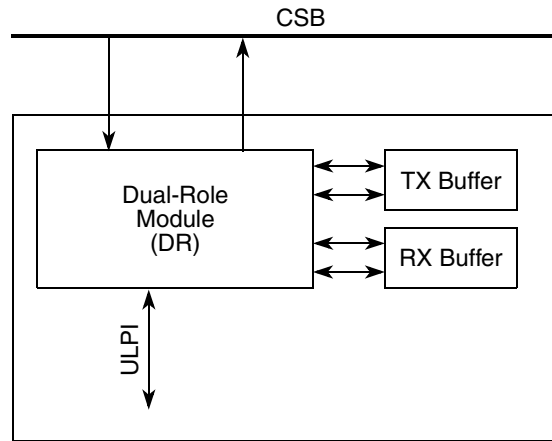 CSB
Dual-Role
Module
(DR)
TX Buffer
RX Buffer
ULPI